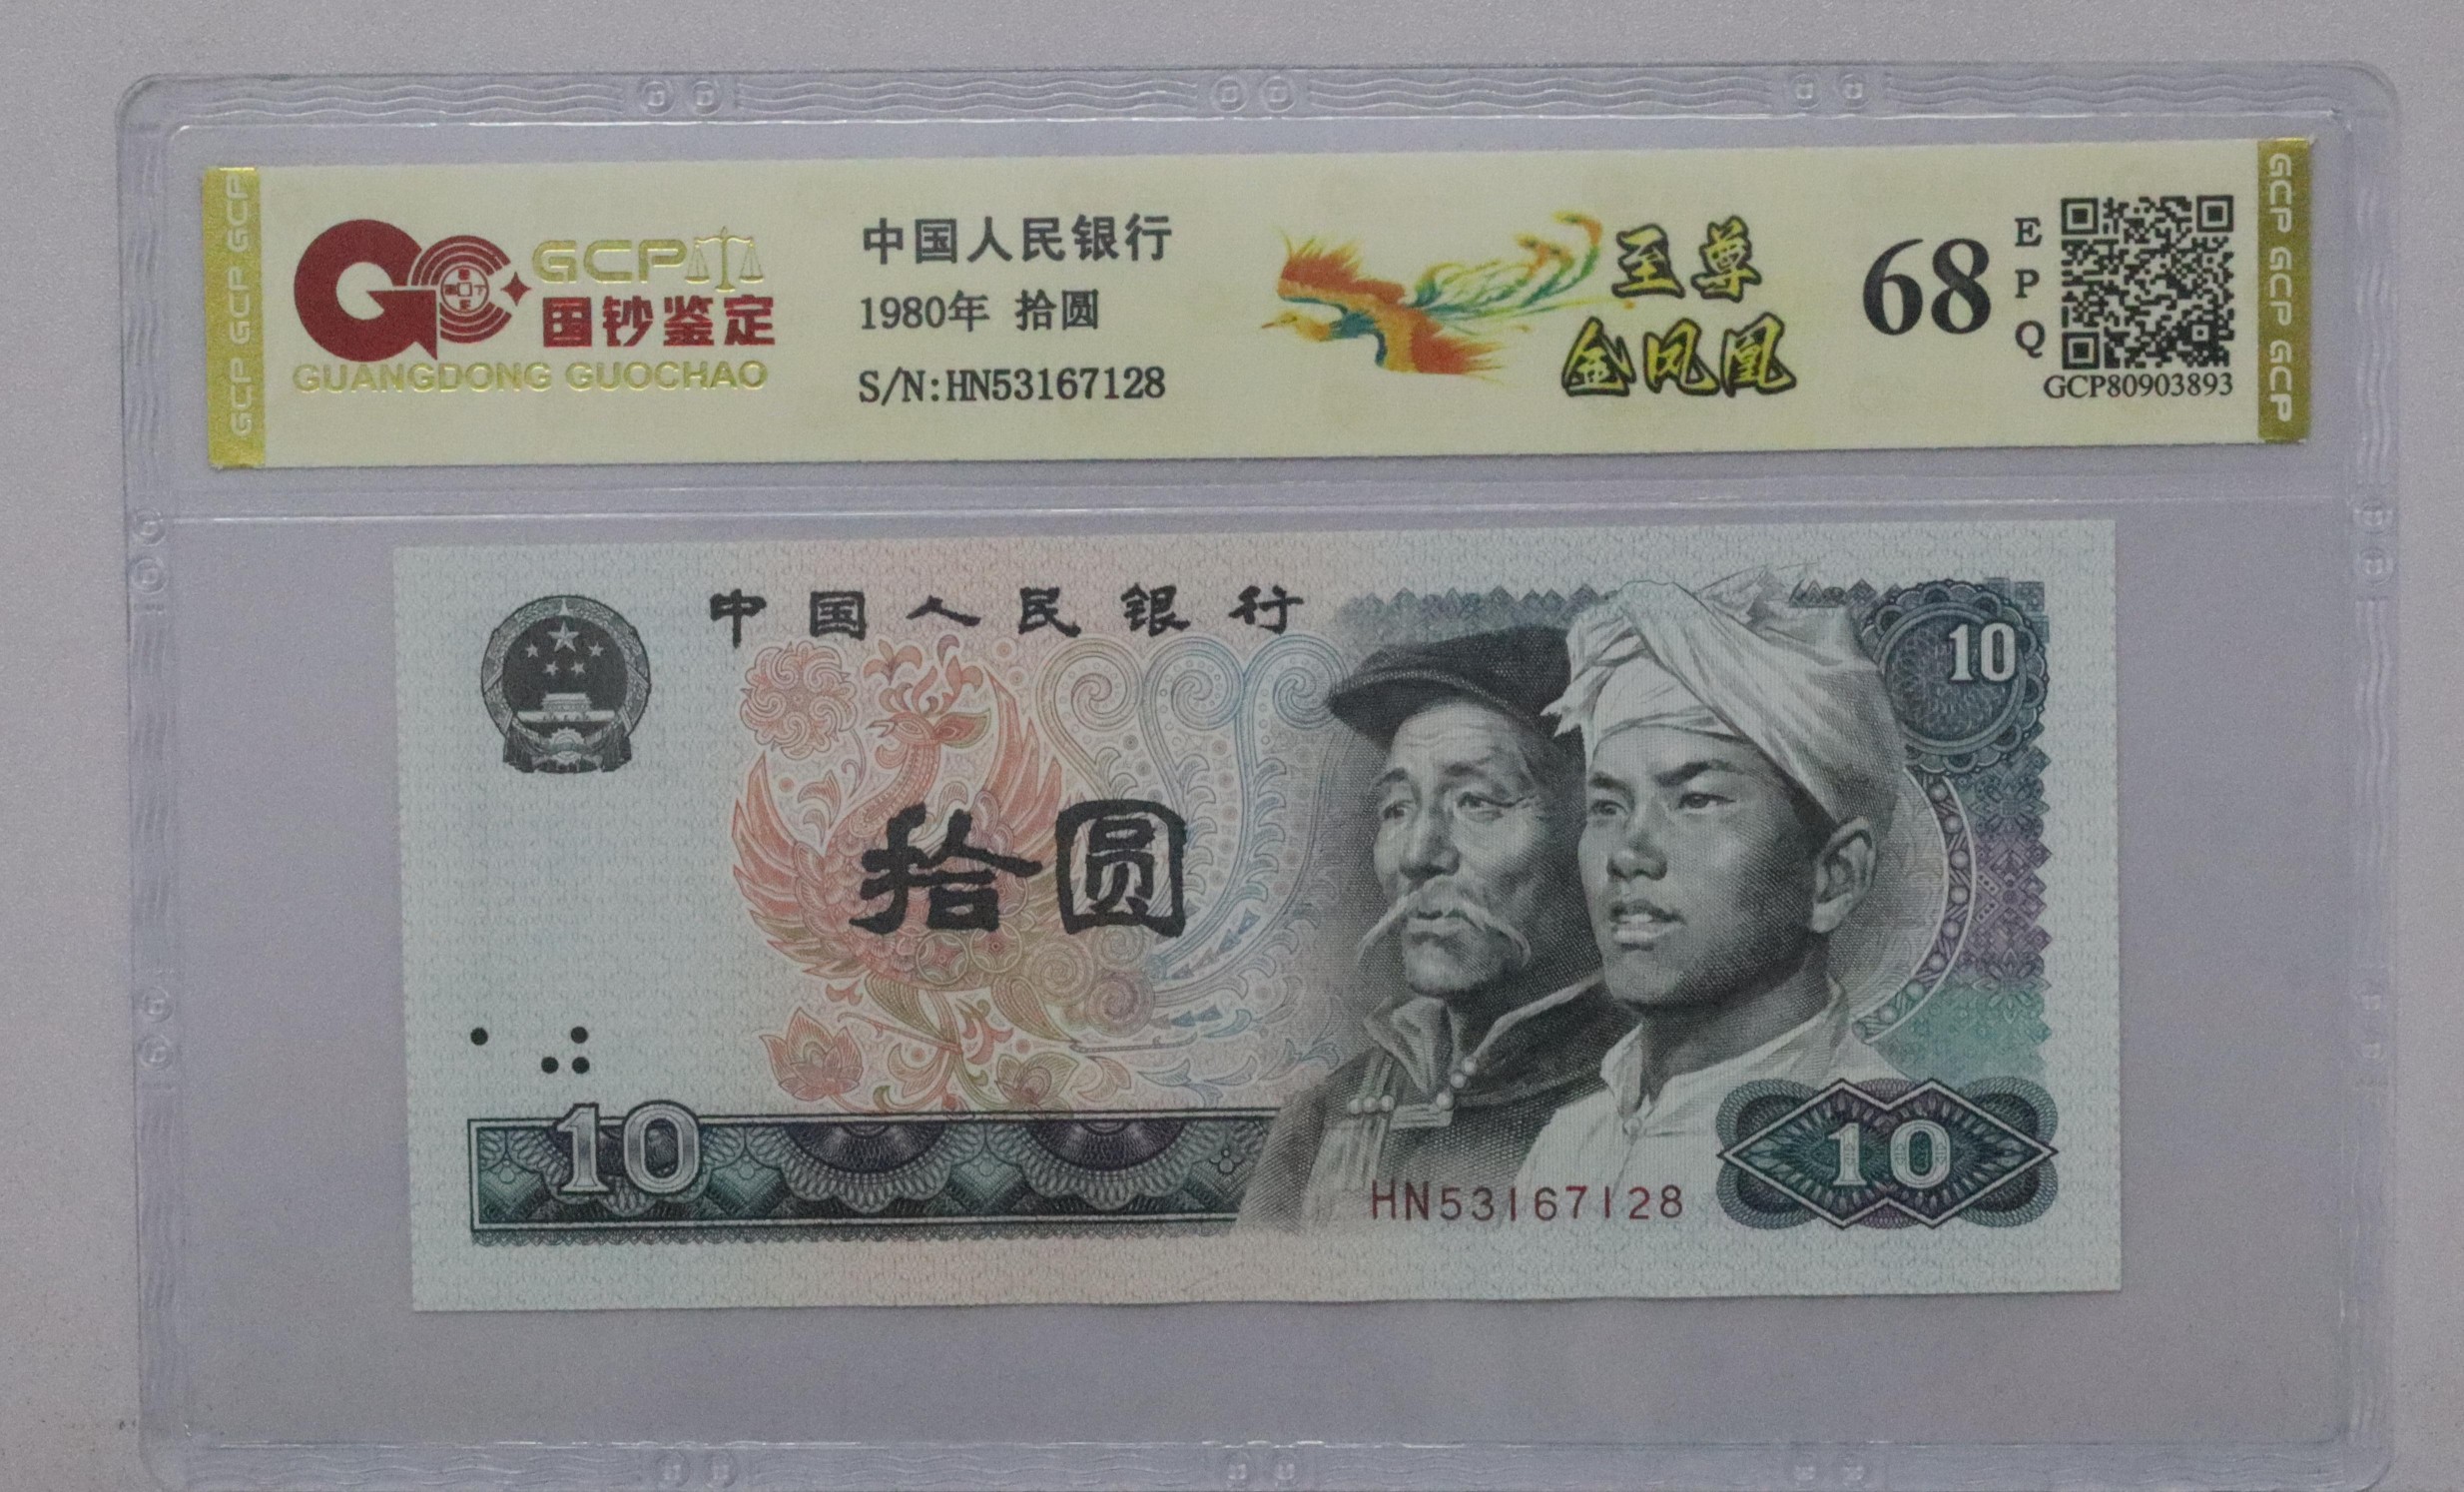 GCP GCP GCP
GCP
国钞鉴定
GUANGDONG GUOCHAO
中国人民银行
1980年 拾圆
S/N:HN53167128
至尊
金凤凰
68
EPQ
GCP80903893
GCP GCP GCP
中国人民银行
10
拾圆
10
HN53167128
10